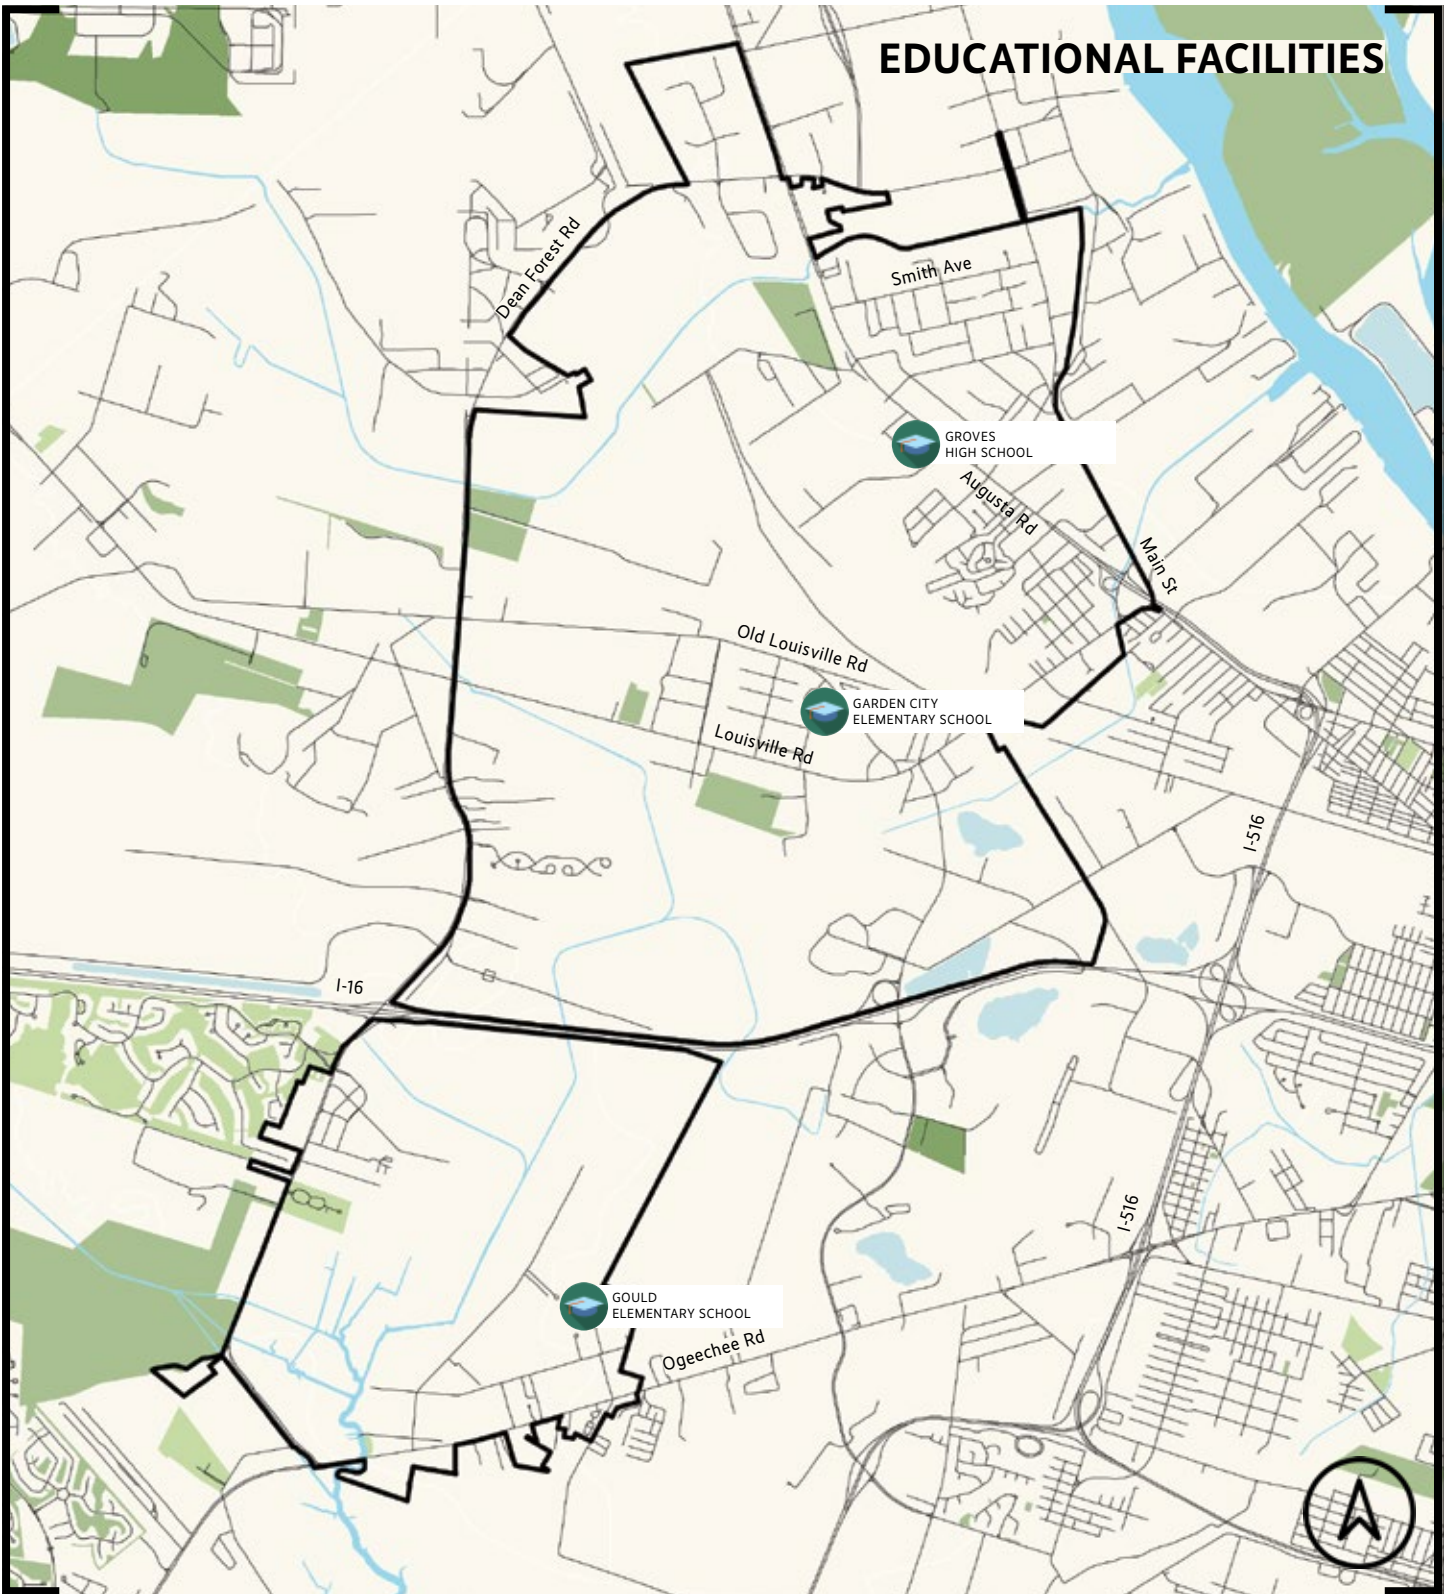 EDUCATIONAL FACILITIES
Dean Forest Rd
Smith Ave
GROVES
HIGH SCHOOL
Augusta Rd
Main St
Old Louisville Rd
GARDEN CITY
ELEMENTARY SCHOOL
Louisville Rd
I-516
I-16
I-516
GOULD
ELEMENTARY SCHOOL
Ogeechee Rd